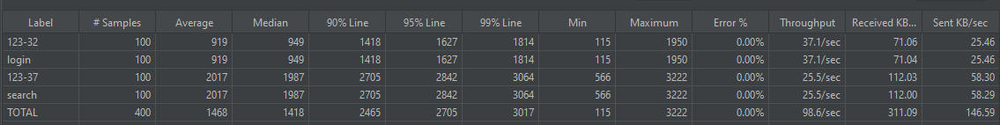 Label # Samples Average Median 90% Line 95% Line 99% Line Min Maximum Error % Throughput Received KB... Sent KB/sec
123-32 100 919 949 1418 1627 1814 115 1950 0.00% 37.1/sec 71.06 25.46
login 100 919 949 1418 1627 1814 115 1950 0.00% 37.1/sec 71.04 25.46
123-37 100 2017 1987 2705 2842 3064 566 3222 0.00% 25.5/sec 112.03 58.30
search 100 2017 1987 2705 2842 3064 566 3222 0.00% 25.5/sec 112.00 58.29
TOTAL 400 1468 1418 2465 2705 3017 115 3222 0.00% 98.6/sec 311.09 146.59